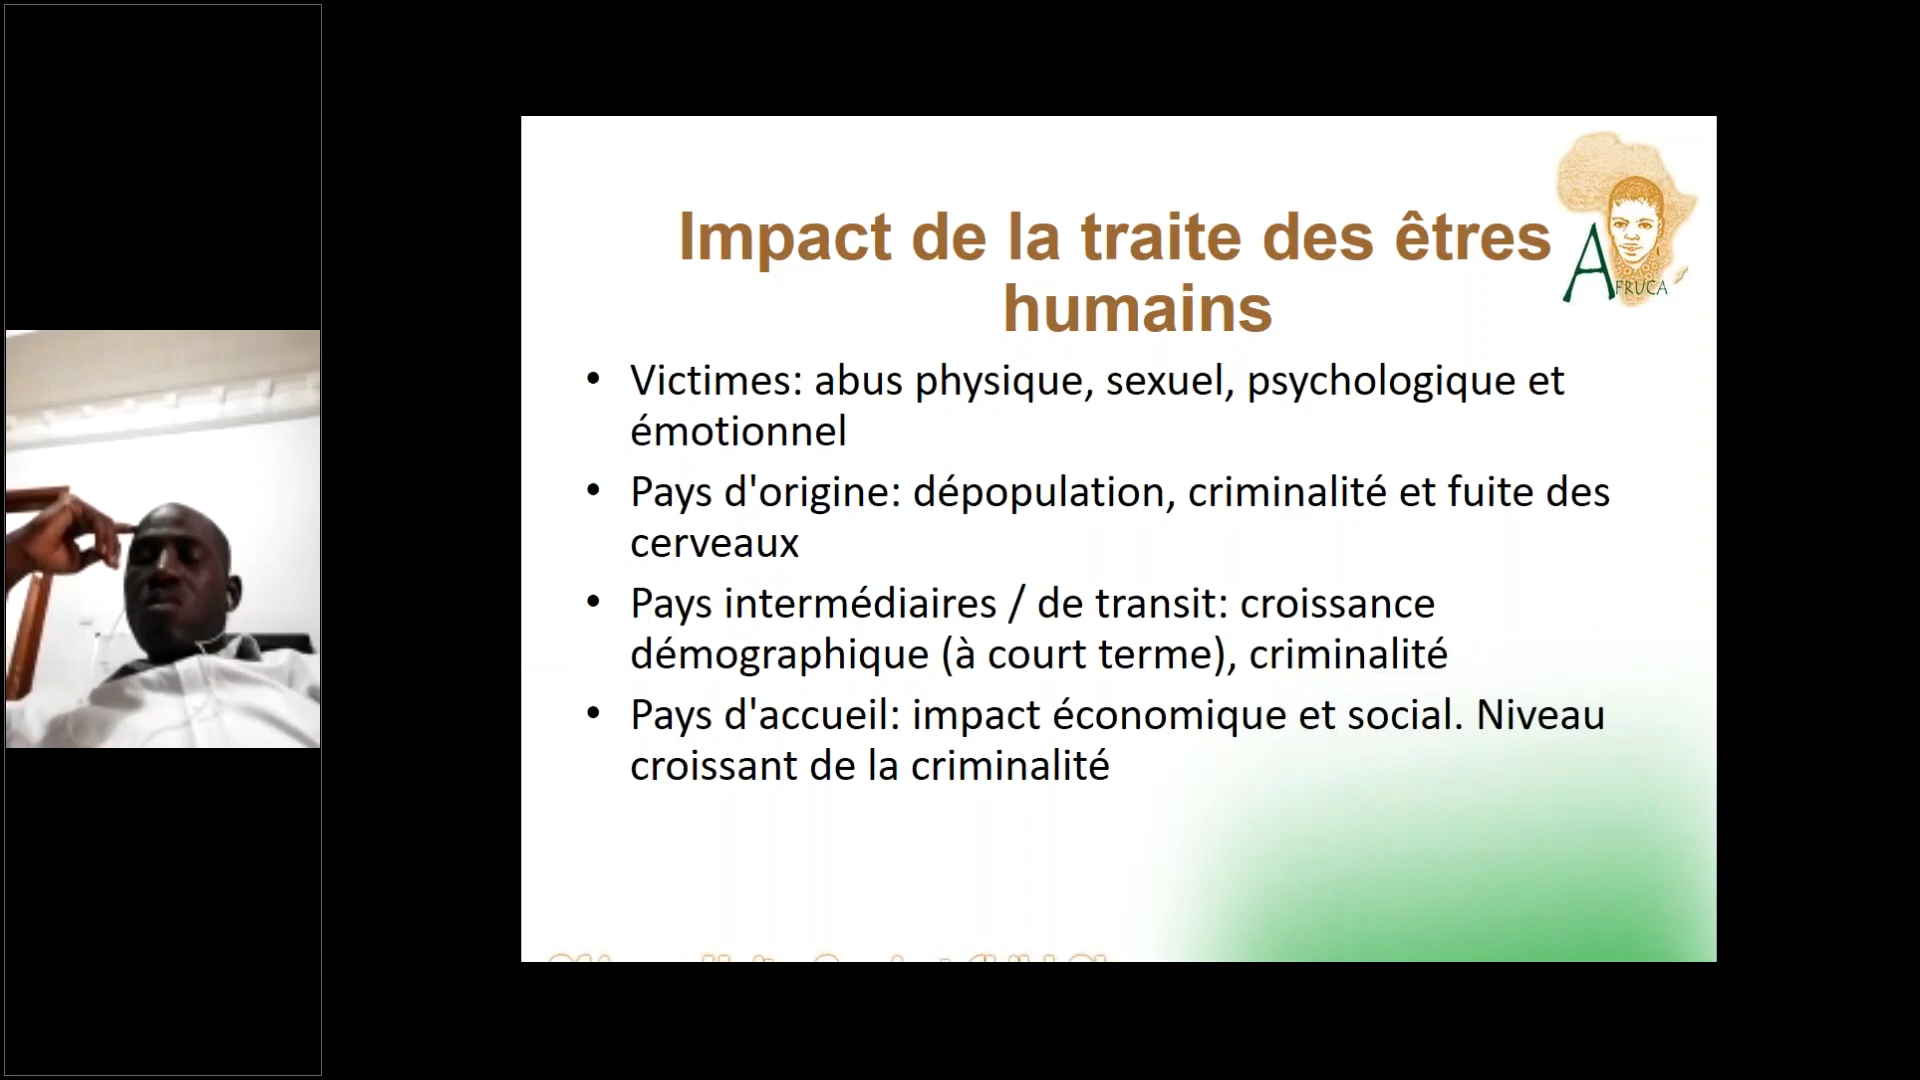 Impact de la traite des êtres
humains
AFRUCA
• Victimes: abus physique, sexuel, psychologique et
émotionnel
• Pays d'origine: dépopulation, criminalité et fuite des
cerveaux
• Pays intermédiaires / de transit: croissance
démographique (à court terme), criminalité
• Pays d'accueil: impact économique et social. Niveau
croissant de la criminalité